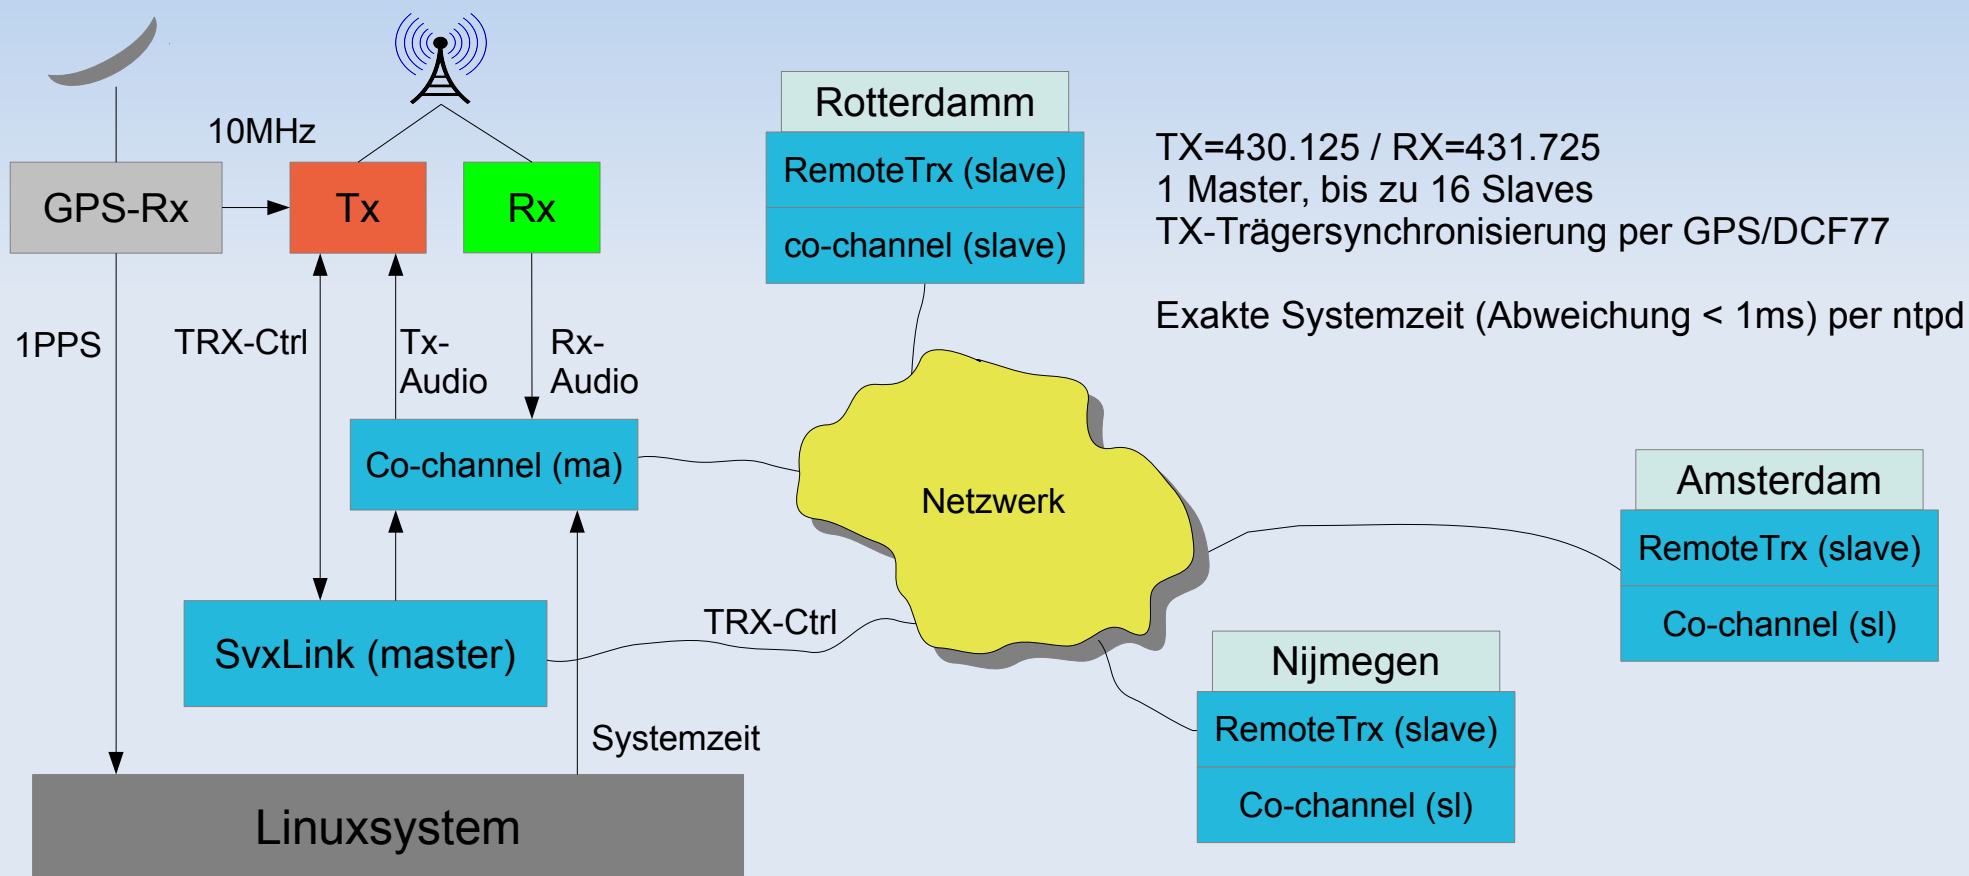 10MHz
GPS-Rx
Tx
Rx
1PPS
TRX-Ctrl
Tx-
Audio
Rx-
Audio
Co-channel (ma)
SvxLink (master)
TRX-Ctrl
Systemzeit
Linuxsystem
Netzwerk
Rotterdamm
RemoteTrx (slave)
co-channel (slave)
TX=430.125 / RX=431.725
1 Master, bis zu 16 Slaves
TX-Trägersynchronisierung per GPS/DCF77
Exakte Systemzeit (Abweichung < 1ms) per ntpd
Amsterdam
RemoteTrx (slave)
Co-channel (sl)
Nijmegen
RemoteTrx (slave)
Co-channel (sl)